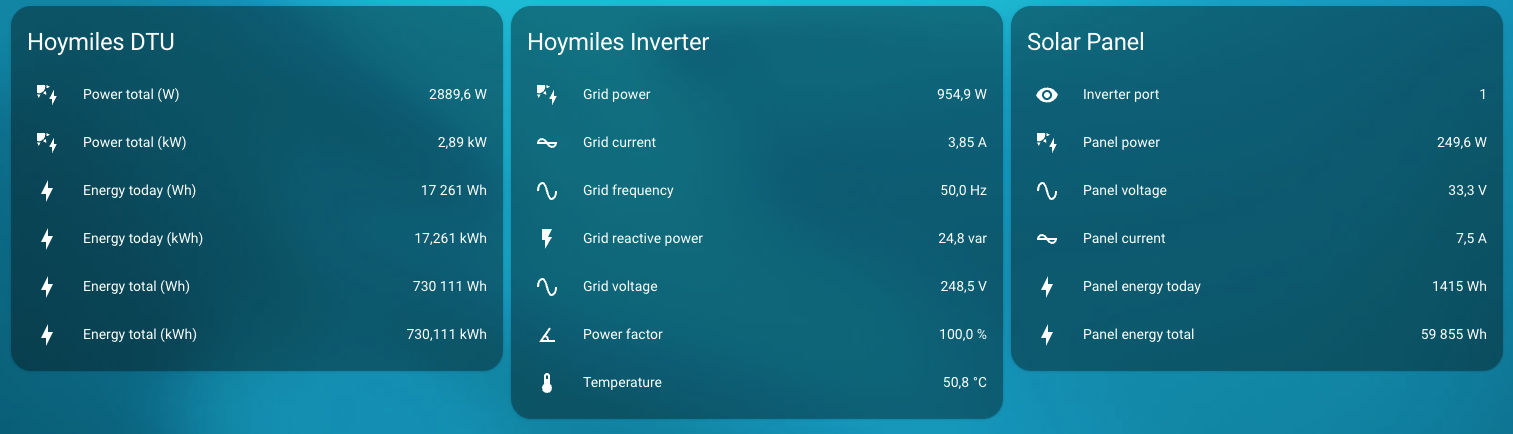 Hoymiles DTU
Power total (W) 2889,6 W
Power total (kW) 2,89 kW
Energy today (Wh) 17 261 Wh
Energy today (kWh) 17,261 kWh
Energy total (Wh) 730 111 Wh
Energy total (kWh) 730,111 kWh
Hoymiles Inverter
Grid power 954,9 W
Grid current 3,85 A
Grid frequency 50,0 Hz
Grid reactive power 24,8 var
Grid voltage 248,5 V
Power factor 100,0 %
Temperature 50,8 °C
Solar Panel
Inverter port 1
Panel power 249,6 W
Panel voltage 33,3 V
Panel current 7,5 A
Panel energy today 1415 Wh
Panel energy total 59 855 Wh